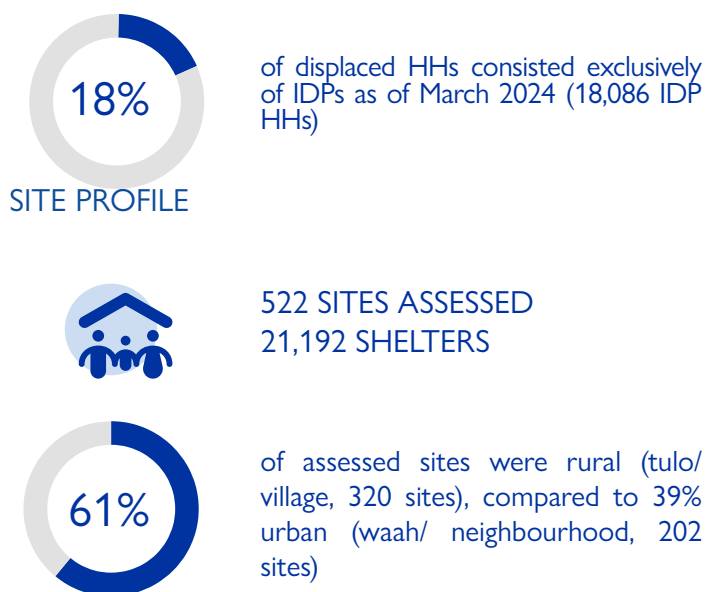 18%
of displaced HHs consisted exclusively
of IDPs as of March 2024 (18,086 IDP
HHs)
SITE PROFILE
522 SITES ASSESSED
21,192 SHELTERS
61%
of assessed sites were rural (tulo/
village, 320 sites), compared to 39%
urban (waah/ neighbourhood, 202
sites)